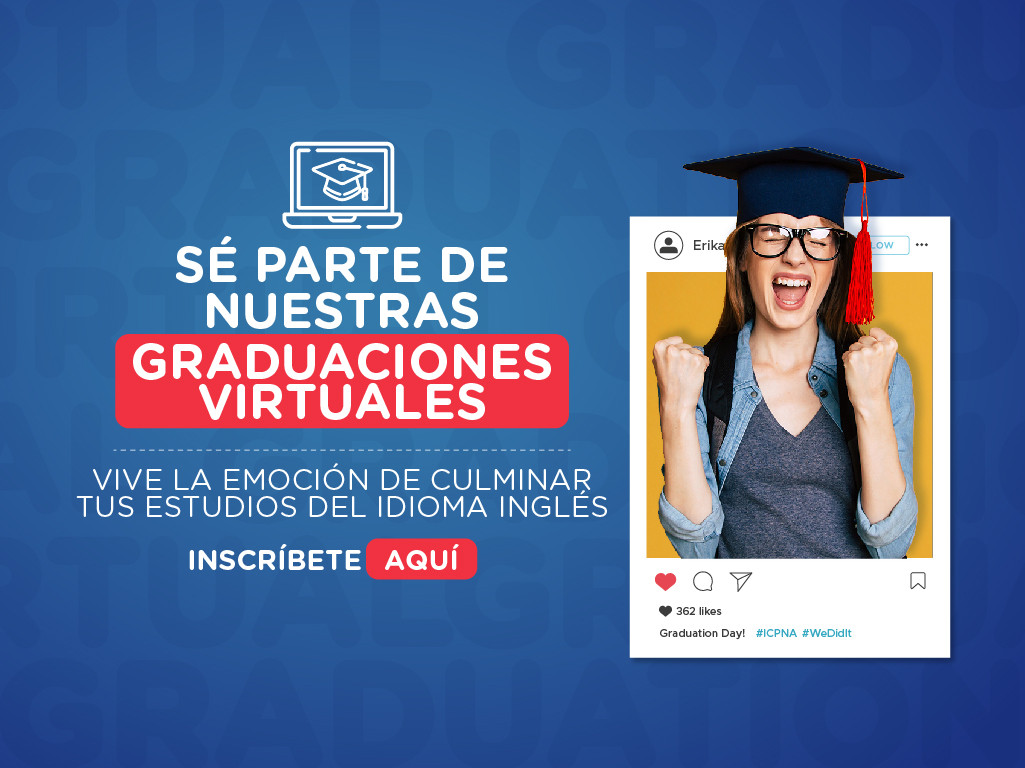 SÉ PARTE DE
NUESTRAS
GRADUACIONES
VIRTUALES
VIVE LA EMOCIÓN DE CULMINAR
TUS ESTUDIOS DEL IDIOMA INGLÉS
INSCRÍBETE AQUÍ
Erika
362 likes
Graduation Day! #ICPNA #WeDidIt